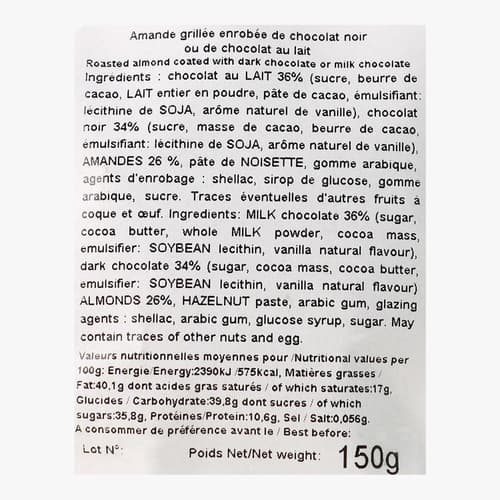 Amande grillée enrobée de chocolat noir
ou de chocolat au lait
Roasted almond coated with dark chocolate or milk chocolate
Ingrédients : chocolat au LAIT 36% (sucre, beurre de
cacao, LAIT entier en poudre, pâte de cacao, émulsifiant:
lécithine de SOJA, arôme naturel de vanille), chocolat
noir 34% (sucre, masse de cacao, beurre de cacao,
émulsifiant: lécithine de SOJA, arôme naturel de vanille),
AMANDES 26 %, pâte de NOISETTE, gomme arabique,
agents d'enrobage : shellac, sirop de glucose, gomme
arabique, sucre. Traces éventuelles d'autres fruits à
coque et œuf. Ingredients: MILK chocolate 36% (sugar,
cocoa butter, whole MILK powder, cocoa mass,
emulsifier: SOYBEAN lecithin, vanilla natural flavour),
dark chocolate 34% (sugar, cocoa mass, cocoa butter,
émulsifier: SOYBEAN lecithin, vanilla natural flavour)
ALMONDS 26%, HAZELNUT paste, arabic gum, glazing
agents : shellac, arabic gum, glucose syrup, sugar. May
contain traces of other nuts and egg.
Valeurs nutritionnelles moyennes pour /Nutritional values per
100g: Energie/Energy:2390kJ /575kcal, Matières grasses /
Fat:40,1g dont acides gras saturés / of which saturates:17g,
Glucides / Carbohydrate:39,8g dont sucres / of which
sugars:35,8g, Protéines/Protein:10,6g, Sel / Salt:0,056g.
A consommer de préférence avant le / Best before:
Lot N°:
Poids Net/Net weight: 150g